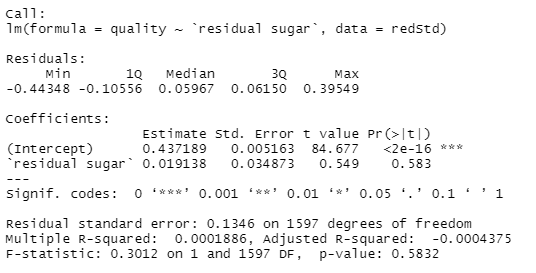 Call:
lm(formula = quality ~ `residual sugar`, data = redStd)
Residuals:
Min 1Q Median 3Q Max
-0.44348 -0.10556 0.05967 0.06150 0.39549
Coefficients:
Estimate Std. Error t value Pr(>|t|)
(Intercept) 0.437189 0.005163 84.677 <2e-16 ***
`residual sugar` 0.019138 0.034873 0.549 0.583
---
Signif. codes: 0 ‘***’ 0.001 ‘**’ 0.01 ‘*’ 0.05 ‘.’ 0.1 ‘ ’ 1
Residual standard error: 0.1346 on 1597 degrees of freedom
Multiple R-squared: 0.0001886, Adjusted R-squared: -0.0004375
F-statistic: 0.3012 on 1 and 1597 DF, p-value: 0.5832